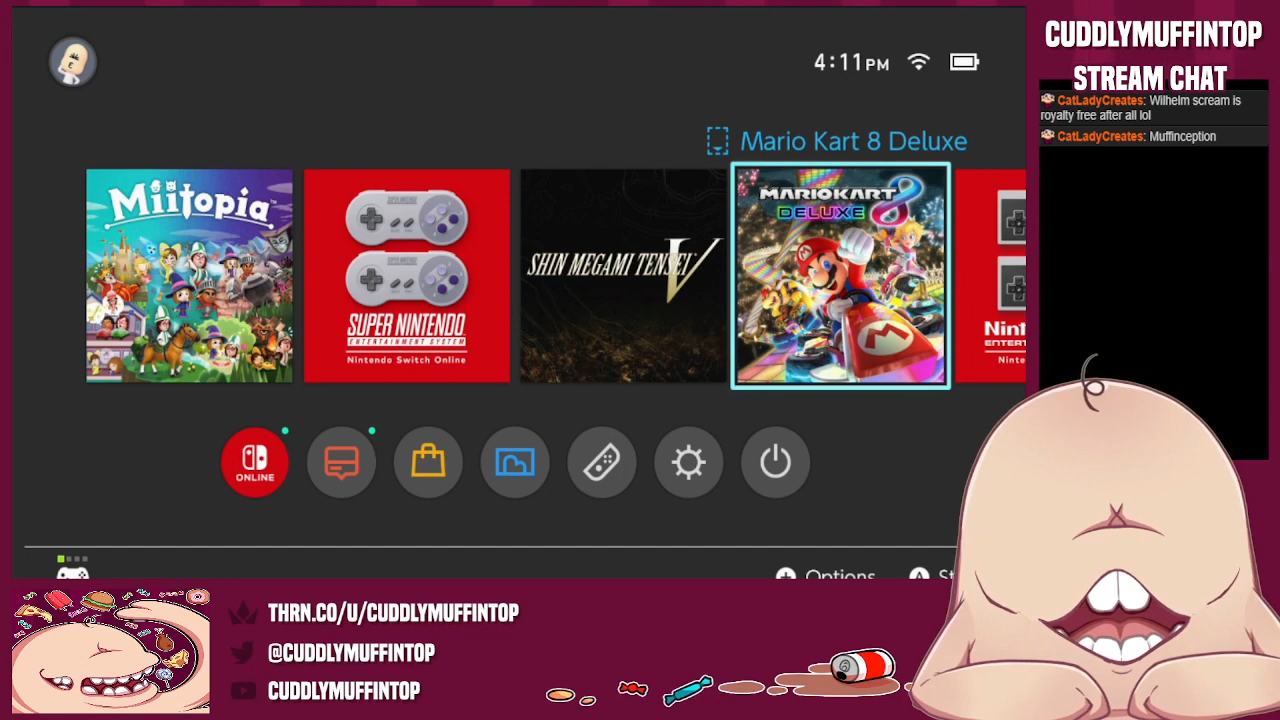 4:11PM
Mario Kart 8 Deluxe
Miitopia
SUPER NINTENDO
ENTERTAINMENT SYSTEM
Nintendo Switch Online
SHIN MEGAMI TENSEI V
MARIOKART 8
DELUXE
M
ONLINE
Options
CUDDLYMUFFINTOP
STREAM CHAT
CatLadyCreates: Wilhelm scream is
royalty free after all lol
CatLadyCreates: Muffinception
THRN.CO/U/CUDDLYMUFFINTOP
@CUDDLYMUFFINTOP
CUDDLYMUFFINTOP